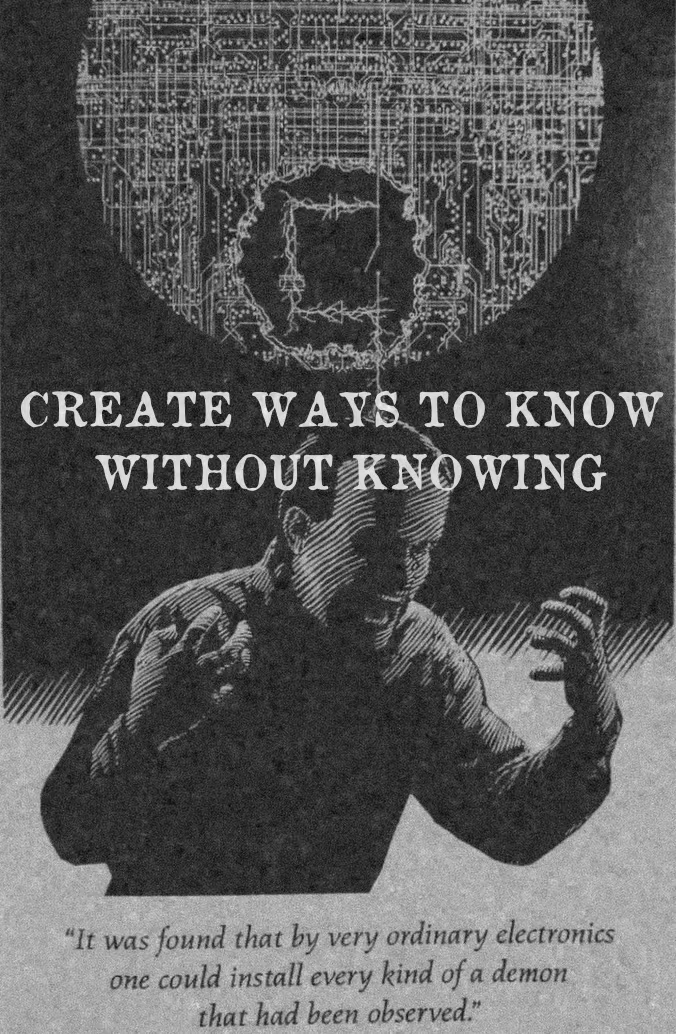 CREATE WAYS TO KNOW
WITHOUT KNOWING
“It was found that by very ordinary electronics
one could install every kind of a demon
that had been observed.”